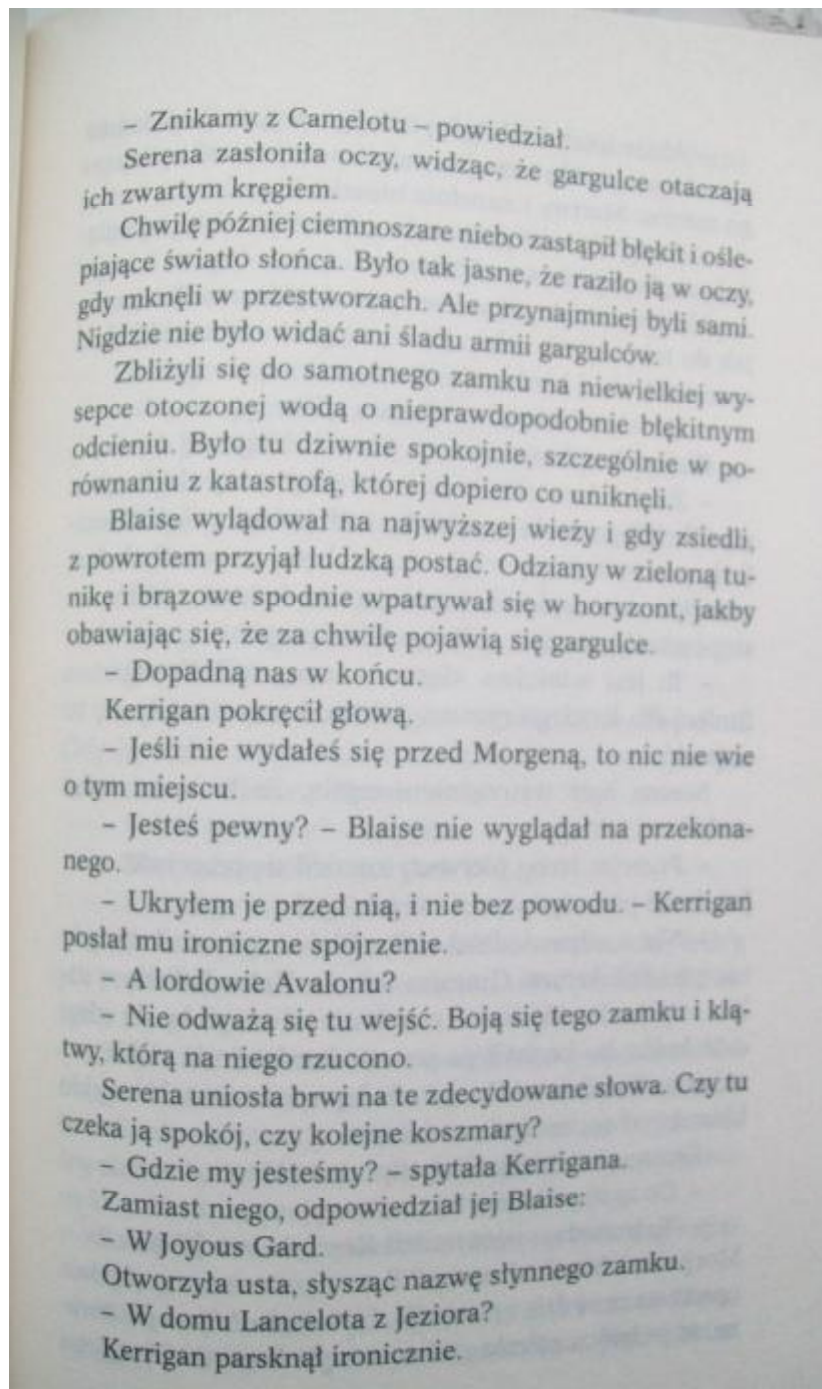 – Znikamy z Camelotu – powiedział.
Serena zasłoniła oczy, widząc, że gargulce otaczają
ich zwartym kręgiem.
Chwilę później ciemnoszare niebo zastąpił błękit i ośle-
piające światło słońca. Było tak jasne, że raziło ją w oczy,
gdy mknęli w przestworzach. Ale przynajmniej byli sami.
Nigdzie nie było widać ani śladu armii gargulców.
Zbliżyli się do samotnego zamku na niewielkiej wy-
sepce otoczonej wodą o nieprawdopodobnie błękitnym
odcieniu. Było tu dziwnie spokojnie, szczególnie w po-
równaniu z katastrofą, której dopiero co uniknęli.
Blaise wylądował na najwyższej wieży i gdy zsiedli,
z powrotem przyjął ludzką postać. Odziany w zieloną tu-
nikę i brązowe spodnie wpatrywał się w horyzont, jakby
obawiając się, że za chwilę pojawią się gargulce.
– Dopadną nas w końcu.
Kerrigan pokręcił głową.
– Jeśli nie wydałeś się przed Morgeną, to nic nie wie
o tym miejscu.
– Jesteś pewny? – Blaise nie wyglądał na przekona-
nego.
– Ukryłem je przed nią, i nie bez powodu. – Kerrigan
posłał mu ironiczne spojrzenie.
– A lordowie Avalonu?
– Nie odważą się tu wejść. Boją się tego zamku i klą-
twy, którą na niego rzucono.
Serena uniosła brwi na te zdecydowane słowa. Czy tu
czeka ją spokój, czy kolejne koszmary?
– Gdzie my jesteśmy? – spytała Kerrigana.
Zamiast niego, odpowiedział jej Blaise:
– W Joyous Gard.
Otworzyła usta, słysząc nazwę słynnego zamku.
– W domu Lancelota z Jeziora?
Kerrigan parsknął ironicznie.